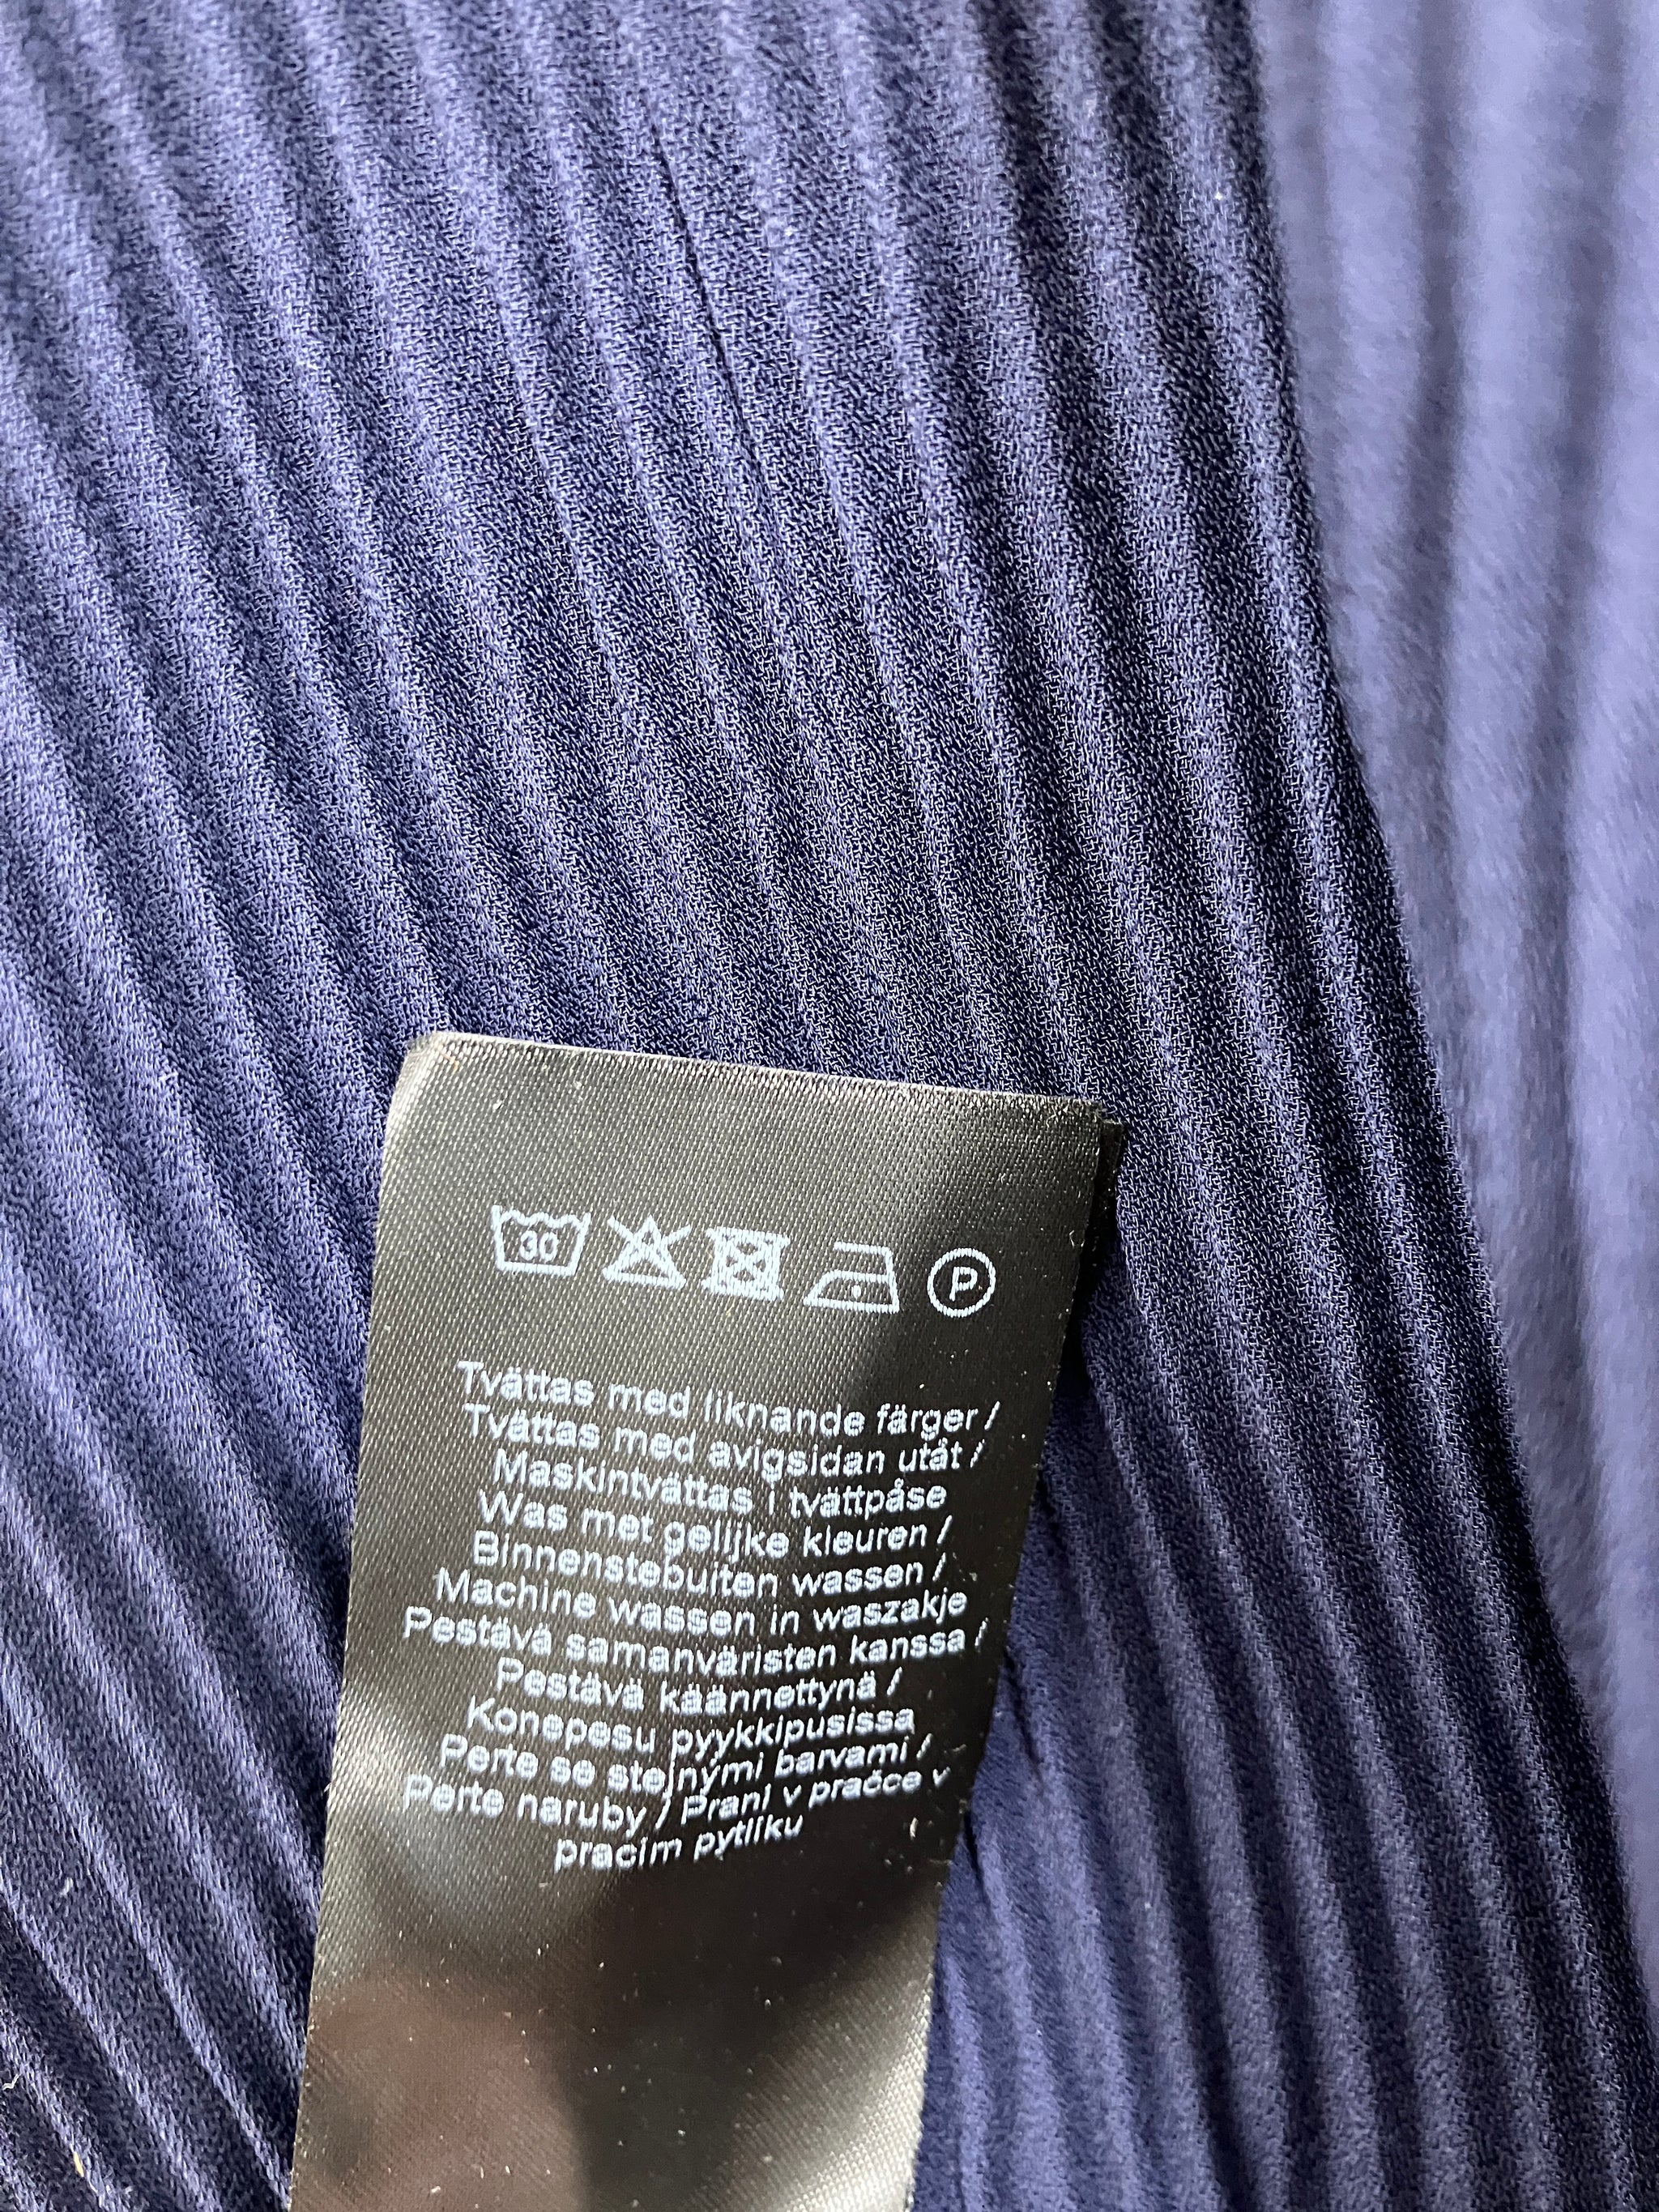 30 P
Tvättas med liknande färger /
Tvättas med avigsidan utåt /
Maskintvättas i tvättpåse
Was met gelijke kleuren /
Binnenstebuiten wassen /
Machine wassen in waszakje
Pestävä samanväristen kanssa /
Pestävä käännettynä /
Konepesu pyykkipusissa
Perte se stejnými barvami /
Perte naruby / Praní v pračce v
pracím pytlíku